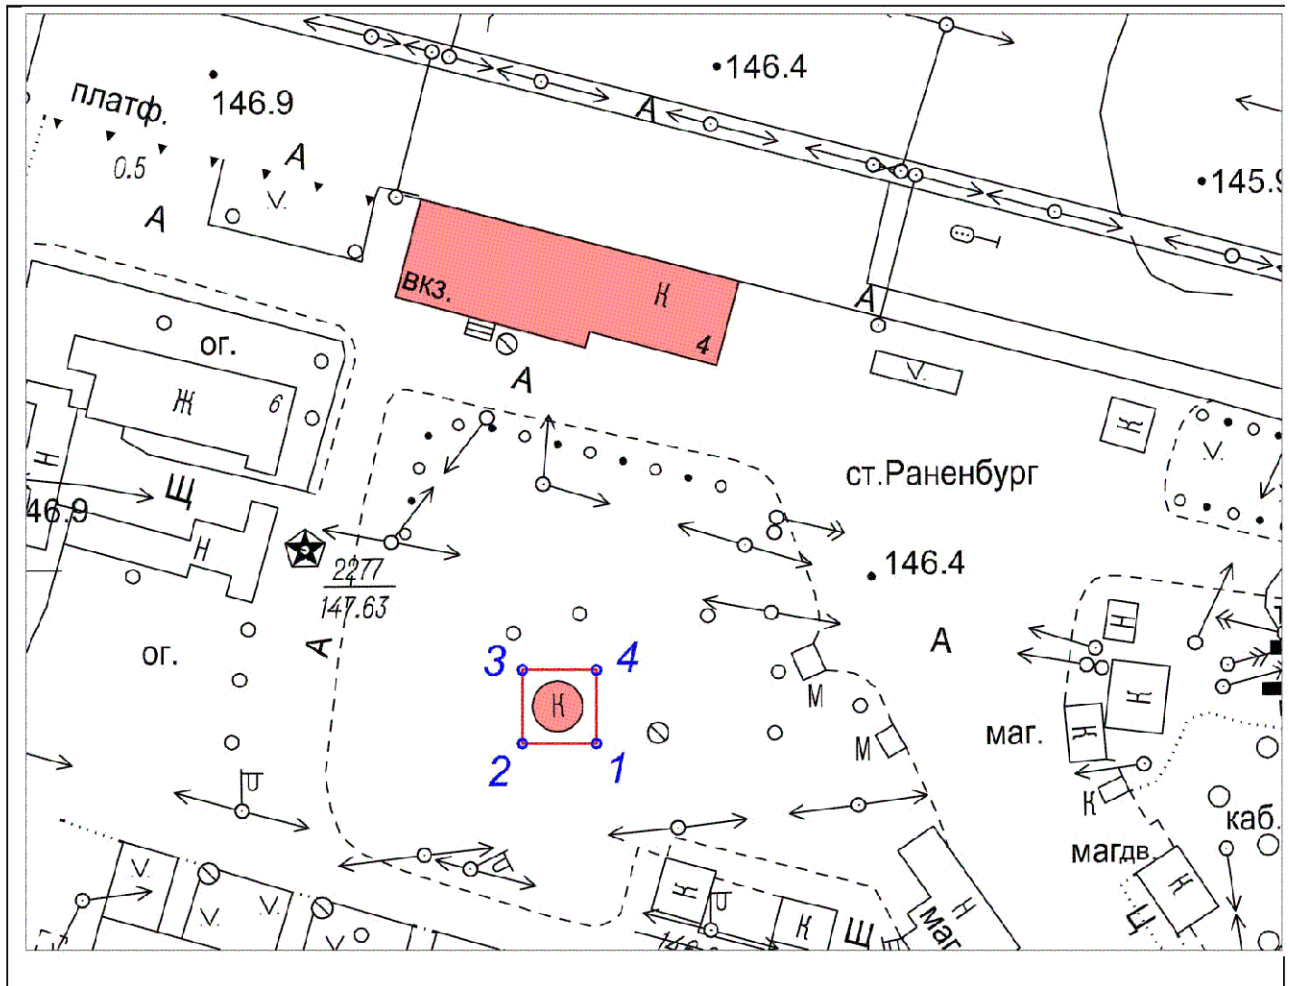 146.4
платф.
146.9
А
145.9
0.5
А
V.
А
А
ВКЗ.
К
4
А
ог.
V.
А
Ж
6
К
V.
Н
ст.Раненбург
Щ
46.9
Н
146.4
2277
147.63
Н
А
А
ог.
3
4
К
М
К
маг.
К
М
2
1
К
каб.
магдв.
V.
К
К
V.
V.
К
Н
Щ
маг
Ц
V